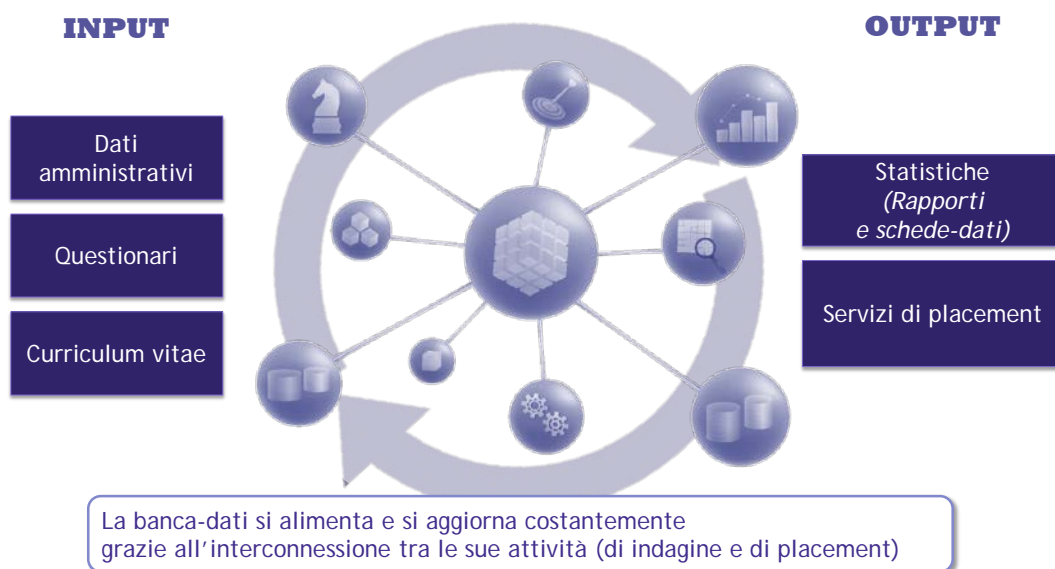 INPUT
Dati
amministrativi
Questionari
Curriculum vitae
OUTPUT
Statistiche
(Rapporti
e schede-dati)
Servizi di placement
La banca-dati si alimenta e si aggiorna costantemente
grazie all'interconnessione tra le sue attività (di indagine e di placement)